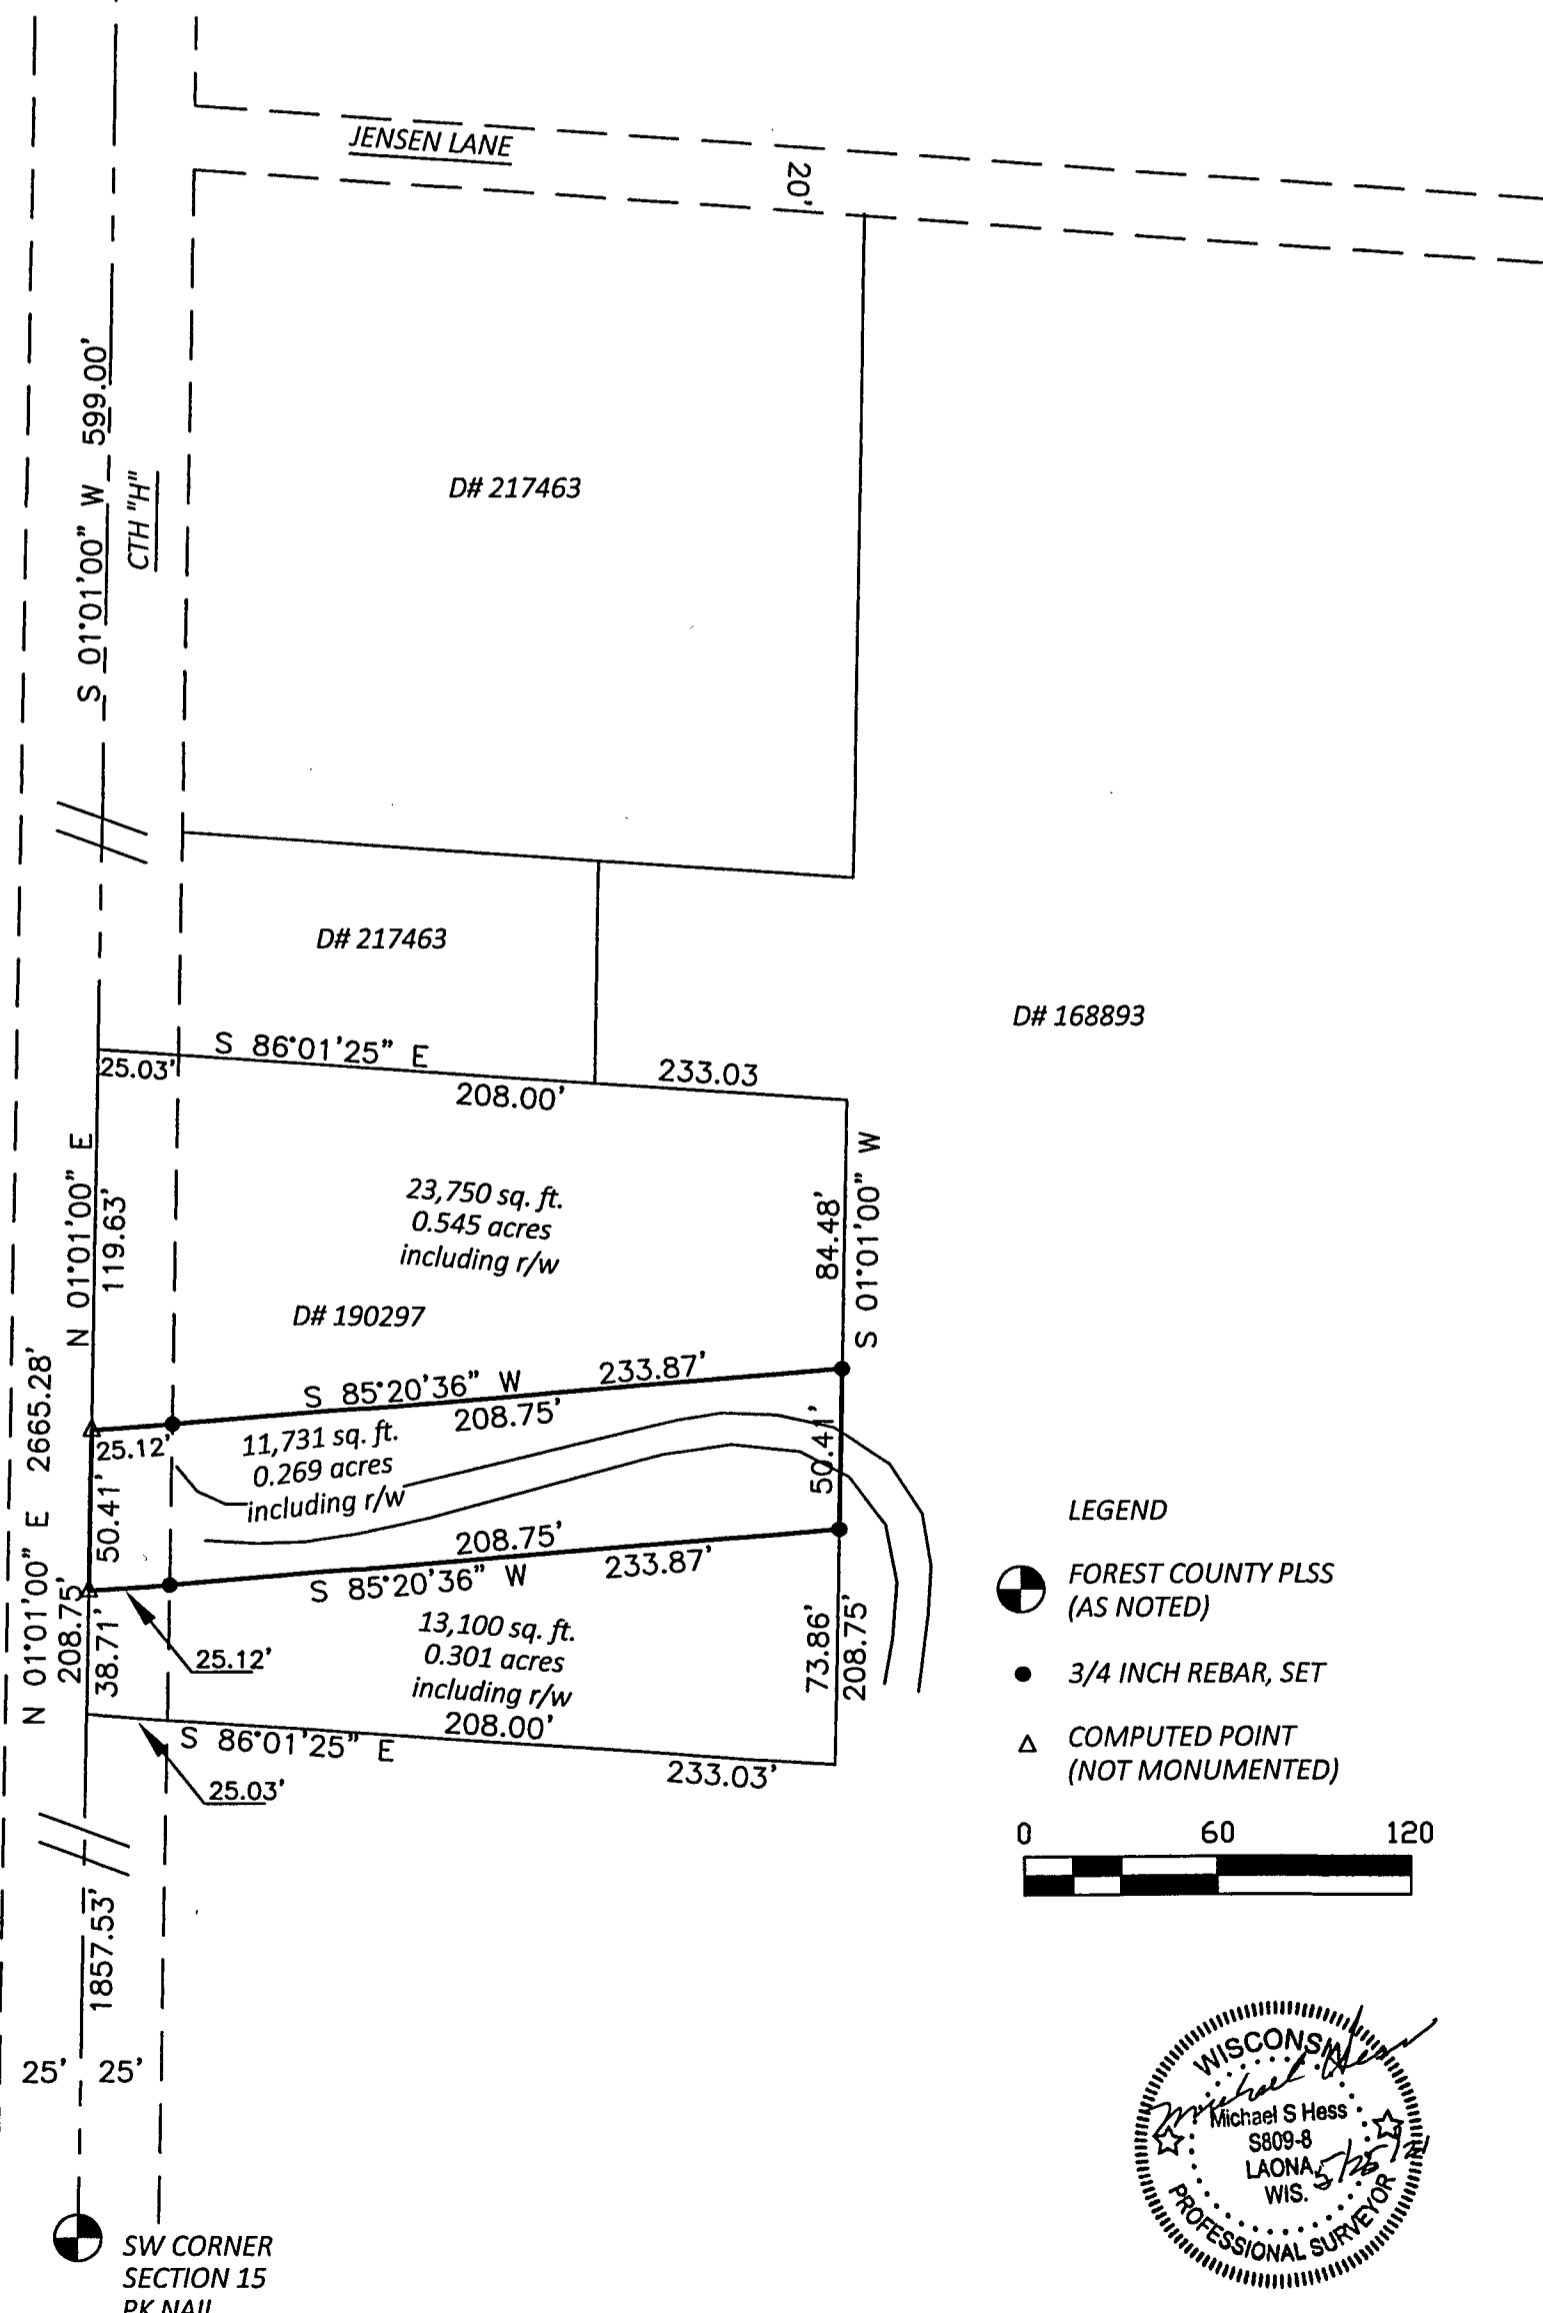 JENSEN LANE
20'
S 01°01'00" W 599.00'
CTH "H"
D# 217463
D# 217463
D# 168893
S 86°01'25" E
25.03'
233.03
208.00'
N 01°01'00" E
119.63'
23,750 sq. ft.
0.545 acres
including r/w
84.48'
S 01°01'00" W
D# 190297
S 85°20'36" W 233.87'
208.75'
25.12'
11,731 sq. ft.
0.269 acres
including r/w
50.41'
50.41'
N 01°01'00" E 2665.28'
208.75'
208.75'
S 85°20'36" W 233.87'
25.12'
38.71'
13,100 sq. ft.
0.301 acres
including r/w
73.86'
208.75'
208.00'
S 86°01'25" E
233.03'
25.03'
LEGEND
FOREST COUNTY PLSS
(AS NOTED)
3/4 INCH REBAR, SET
COMPUTED POINT
(NOT MONUMENTED)
0 60 120
1857.53'
25' 25'
WISCONSIN
Michael Hess
Michael S Hess
S809-8
LAONA,
WIS.
5/25/21
PROFESSIONAL SURVEYOR
SW CORNER
SECTION 15
PK NAIL